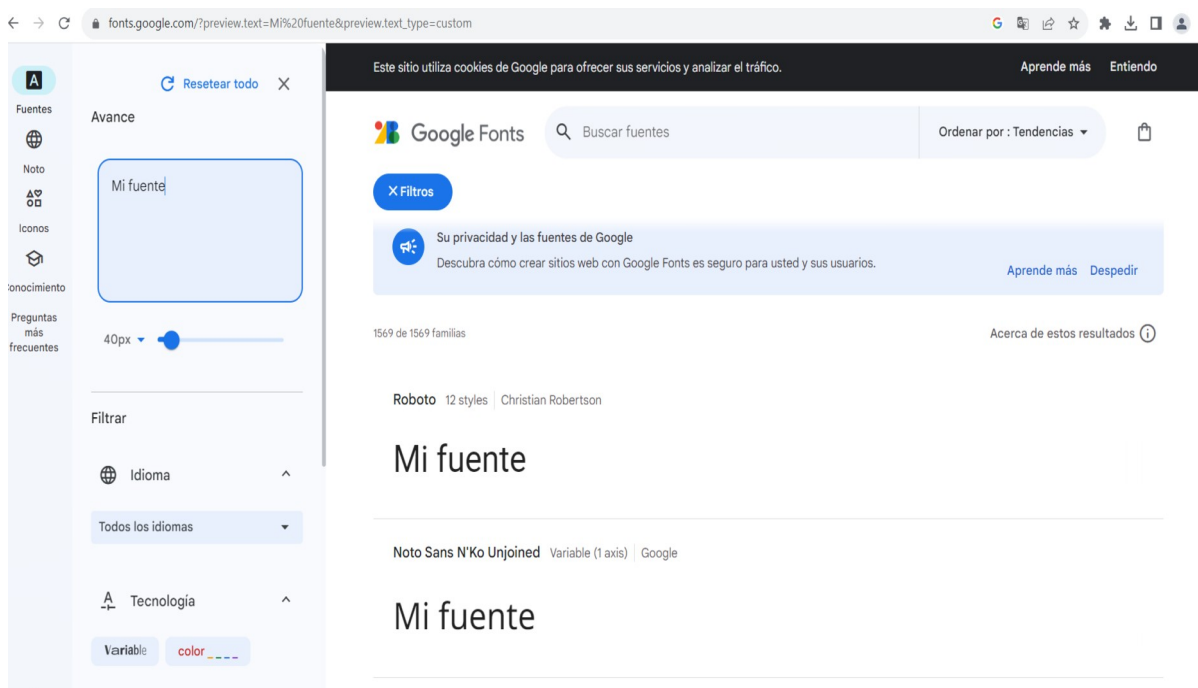 fonts.google.com/?preview.text=Mi%20fuente&preview.text_type=custom
Fuentes
Noto
Iconos
onocimiento
Preguntas
más
frecuentes
Resetear todo
Avance
Mi fuente
40px
Filtrar
Idioma
Todos los idiomas
Tecnología
Variable color
Este sitio utiliza cookies de Google para ofrecer sus servicios y analizar el tráfico. Aprende más Entiendo
Google Fonts Buscar fuentes Ordenar por : Tendencias
Filtros
Su privacidad y las fuentes de Google
Descubra cómo crear sitios web con Google Fonts es seguro para usted y sus usuarios. Aprende más Despedir
1569 de 1569 familias Acerca de estos resultados
Roboto 12 styles | Christian Robertson
Mi fuente
Noto Sans N'Ko Unjoined Variable (1 axis) | Google
Mi fuente